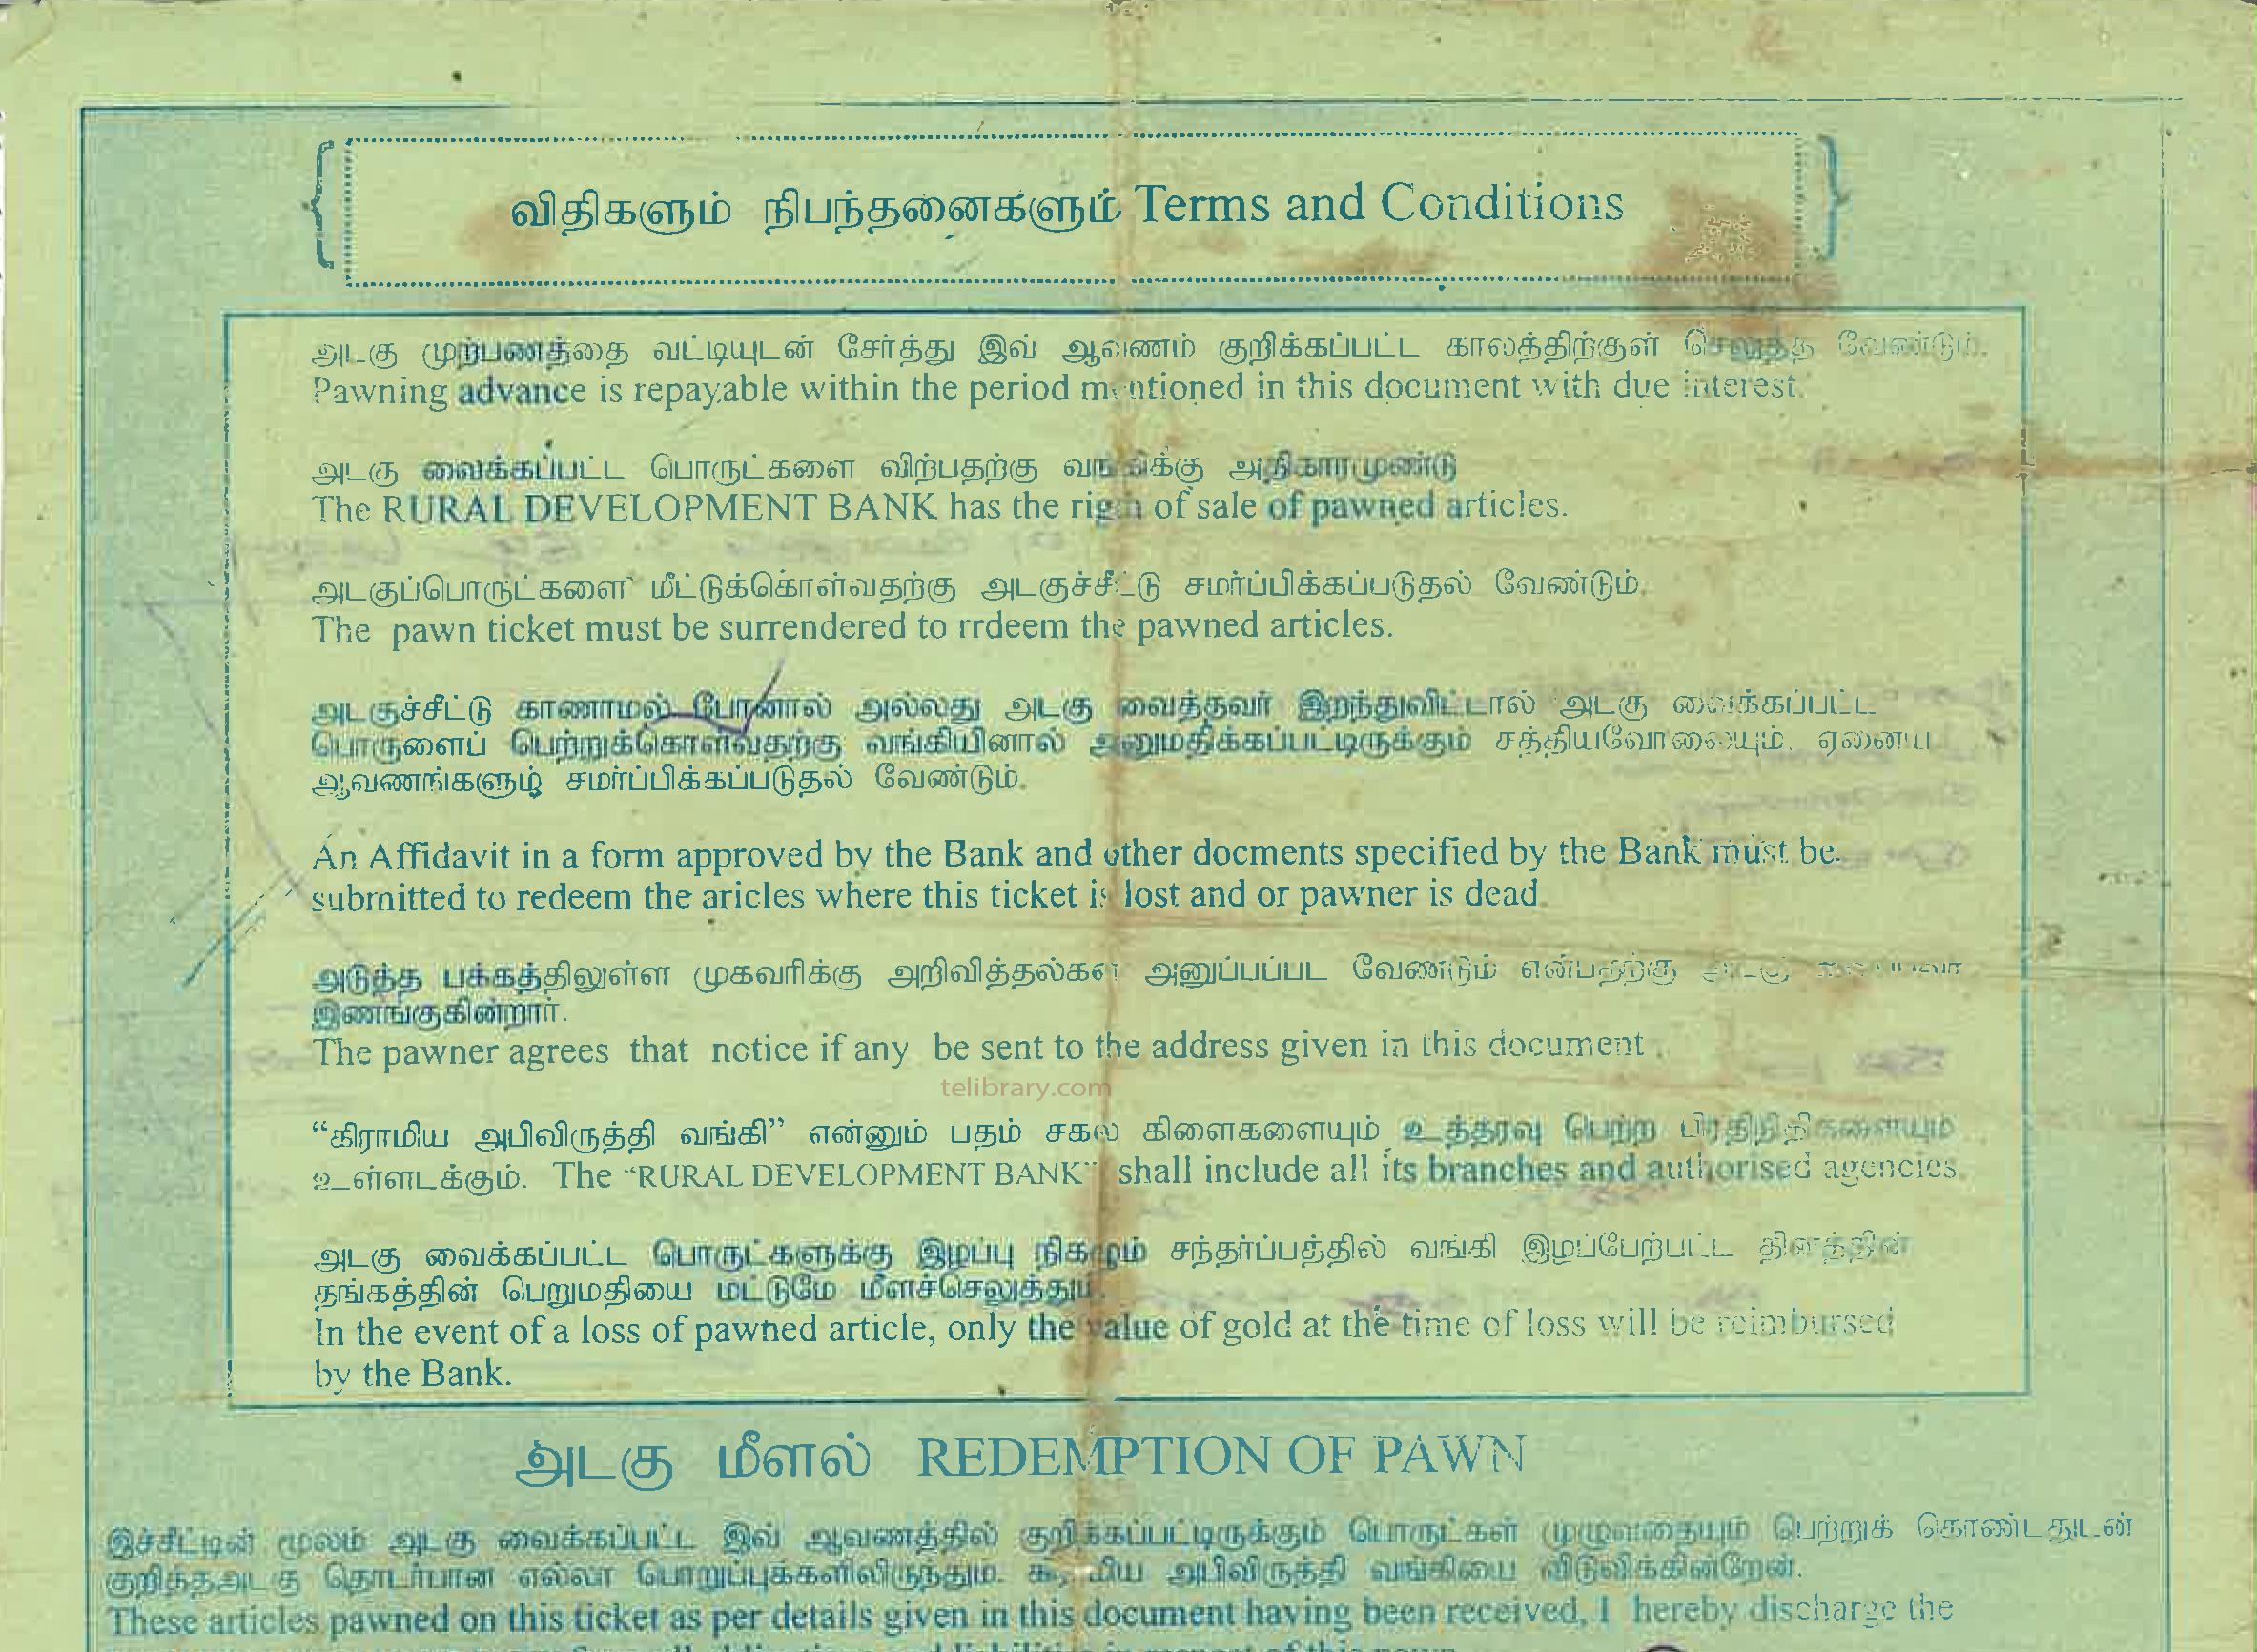 விதிகளும் நிபந்தனைகளும் Terms and Conditions
அடகு முற்பணத்தை வட்டியுடன் சேர்த்து இவ் ஆவணம் குறிக்கப்பட்ட காலத்திற்குள் செலுத்த வேண்டும்.
Pawning advance is repayable within the period mentioned in this document with due interest.
அடகு வைக்கப்பட்ட பொருட்களை விற்பதற்கு வங்கிக்கு அதிகாரமுண்டு
The RURAL DEVELOPMENT BANK has the right of sale of pawned articles.
அடகுப்பொருட்களை மீட்டுக்கொள்வதற்கு அடகுச்சீட்டு சமர்ப்பிக்கப்படுதல் வேண்டும்.
The pawn ticket must be surrendered to rrdeem the pawned articles.
அடகுச்சீட்டு காணாமல் போனால் அல்லது அடகு வைத்தவர் இறந்துவிட்டால் அடகு வைக்கப்பட்ட
பொருளைப் பெற்றுக்கொள்வதற்கு வங்கியினால் அனுமதிக்கப்பட்டிருக்கும் சத்தியவோலையும். ஏனைய
ஆவணங்களும் சமர்ப்பிக்கப்படுதல் வேண்டும்.
An Affidavit in a form approved by the Bank and other docments specified by the Bank must be.
submitted to redeem the aricles where this ticket is lost and or pawner is dead
அடுத்த பக்கத்திலுள்ள முகவரிக்கு அறிவித்தல்கள் அனுப்பப்பட வேண்டும் என்பதற்கு அடகு
இணங்குகின்றார்.
The pawner agrees that notice if any be sent to the address given in this document
telibrary.com
“கிராமிய அபிவிருத்தி வங்கி” என்னும் பதம் சகல கிளைகளையும் உத்தரவு பெற்ற பிரதிநிதிகளையும்
உள்ளடக்கும். The “RURAL DEVELOPMENT BANK” shall include all its branches and authorised agencies.
அடகு வைக்கப்பட்ட பொருட்களுக்கு இழப்பு நிகழும் சந்தர்ப்பத்தில் வங்கி இழப்பேற்பட்ட தினத்தின்
தங்கத்தின் பெறுமதியை மட்டுமே மீளச்செலுத்தும்.
In the event of a loss of pawned article, only the value of gold at the time of loss will be reimbursed
by the Bank.
அடகு மீளல் REDEMPTION OF PAWN
இச்சீட்டின் மூலம் அடகு வைக்கப்பட்ட இவ் ஆவணத்தில் குறிக்கப்பட்டிருக்கும் பொருட்கள் முழுவதையும் பெற்றுக் கொண்டதுடன்
குறித்தஅடகு தொடர்பான எல்லா பொறுப்புக்களிலிருந்தும். அபிவிருத்தி வங்கியை விடுவிக்கின்றேன்.
These articles pawned on this ticket as per details given in this document having been received, I hereby discharge the